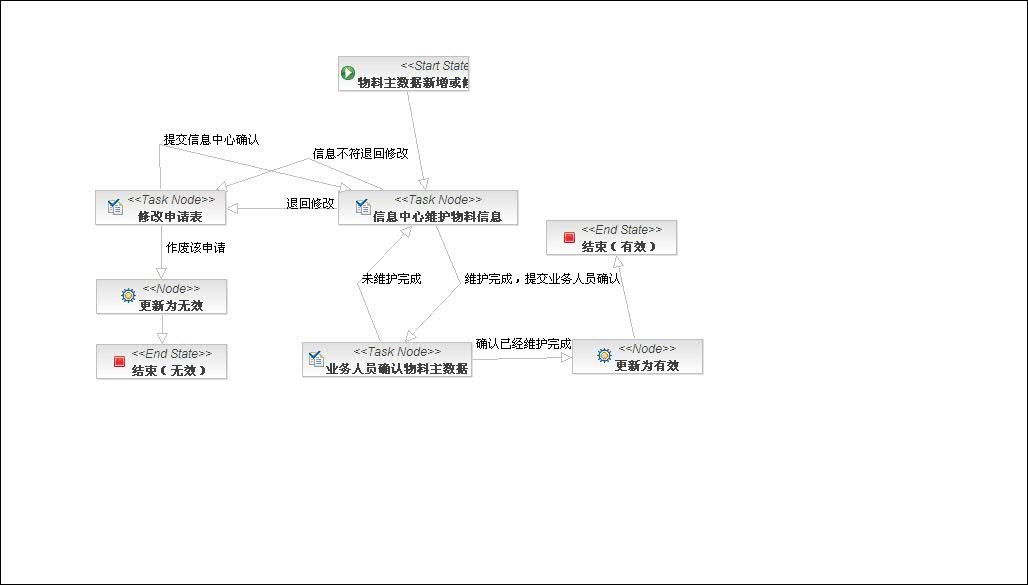 <<Start State
物料主数据新增或
提交信息中心确认
信息不符退回修改
<<Task Node>>
修改申请表
退回修改
<<Task Node>>
信息中心维护物料信息
<<End State>>
结束（有效）
作废该申请
未维护完成
维护完成，提交业务人员确认
<<Node>>
更新为无效
<<End State>>
结束（无效）
<<Task Node>>
业务人员确认物料主数据
确认已经维护完成
<<Node>>
更新为有效